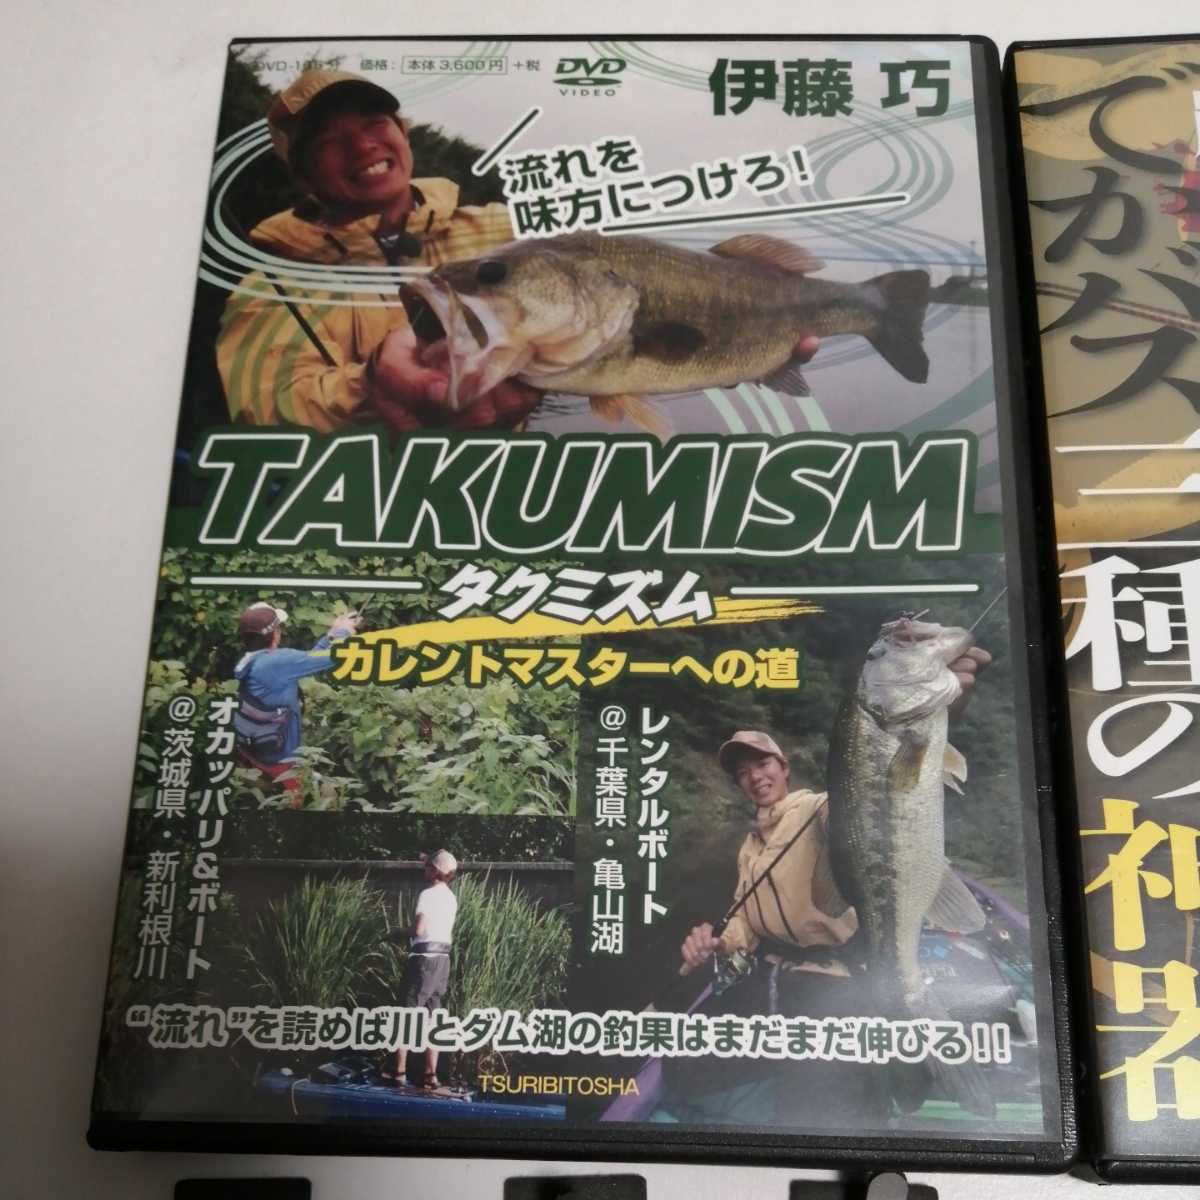 価格: 本体3,600円 +税
DVD
VIDEO
伊藤 巧
流れを
味方につけろ!
TAKUMISM
タクミズム
カレントマスターへの道
オカッパリ&ボート
@茨城県・新利根川
レンタルボート
@千葉県・亀山湖
“流れ”を読めば川とダム湖の釣果はまだまだ伸びる!!
TSURIBITOSHA
でかバス
三種の神器